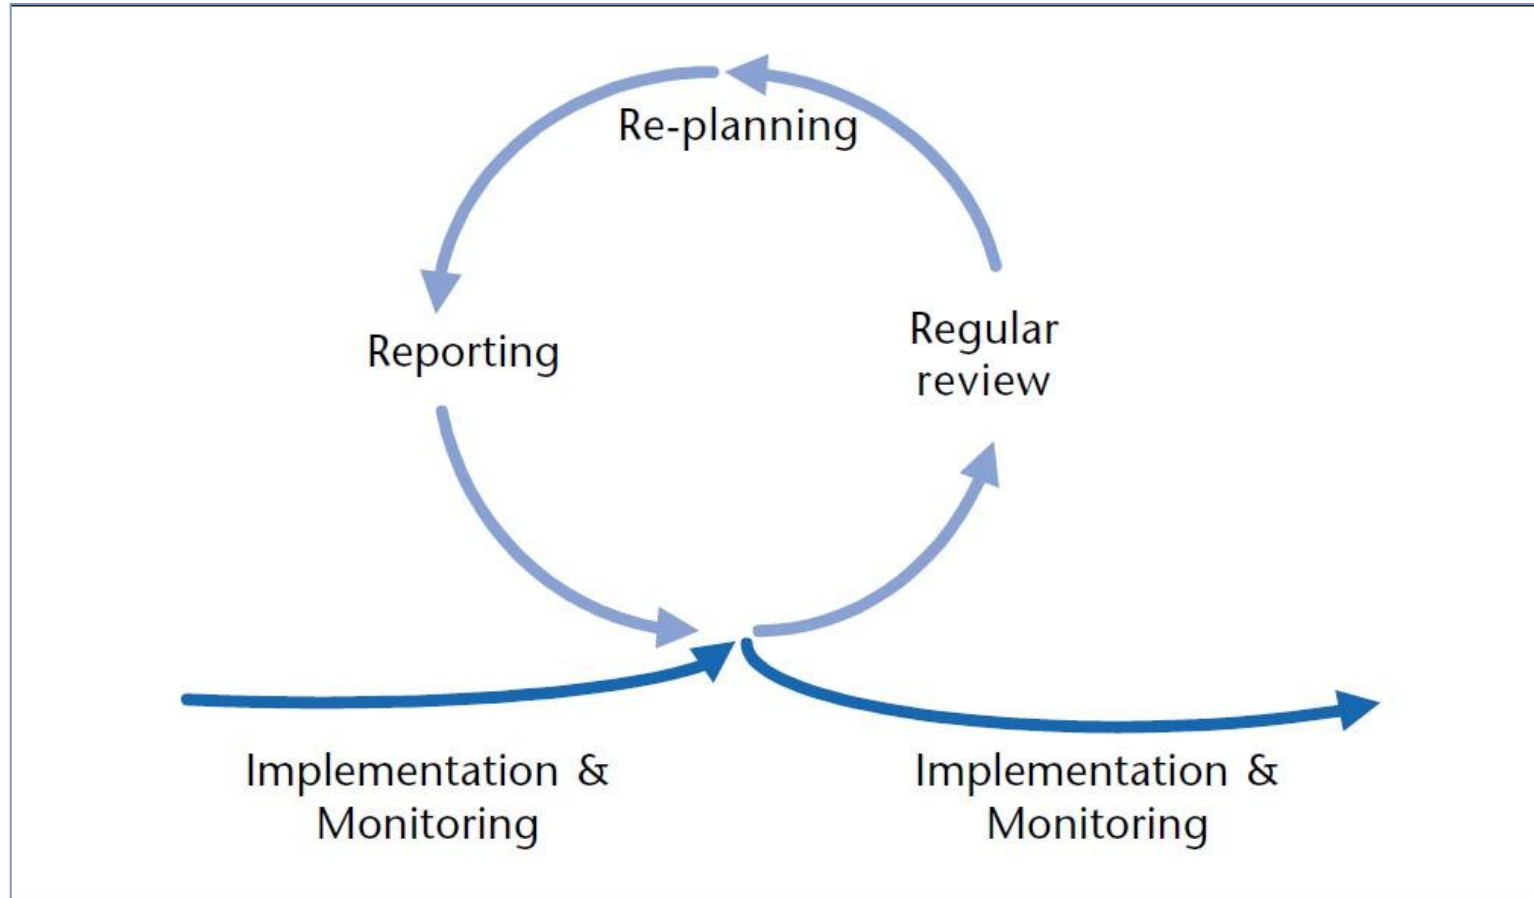 Re-planning
Reporting
Regular
review
Implementation &
Monitoring
Implementation &
Monitoring